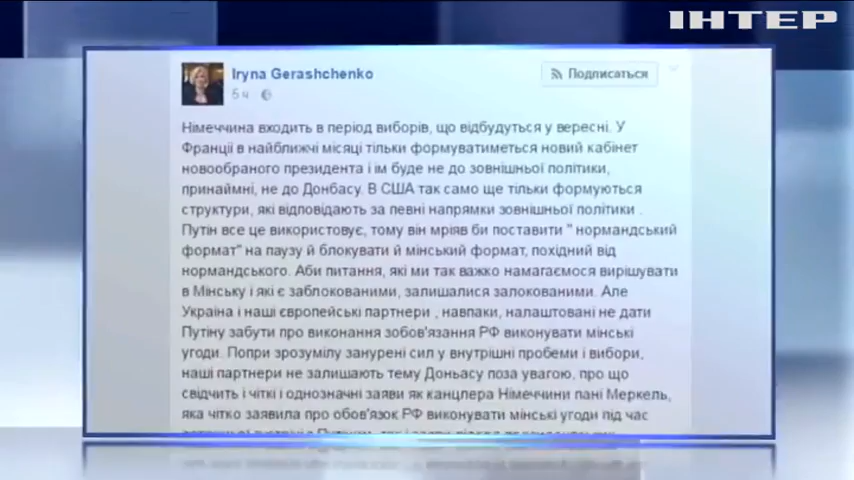 ІНТЕР
Iryna Gerashchenko
Подписаться
5 ч
Німеччина входить в період виборів, що відбудуться у вересні. У
Франції в найближчі місяці тільки формуватиметься новий кабінет
новообраного президента і їм буде не до зовнішньої політики,
принаймні, не до Донбасу. В США так само ще тільки формуються
структури, які відповідають за певні напрямки зовнішньої політики .
Путін все це використовує, тому він мріяв би поставити " нормандський
формат" на паузу й блокувати й мінський формат, похідний від
нормандського. Аби питання, які ми так важко намагаємося вирішувати
в Мінську і які є заблокованими, залишалися залокованими. Але
Україна і наші європейські партнери , навпаки, налаштовані не дати
Путіну забути про виконання зобов'язання РФ виконувати мінські
угоди. Попри зрозумілу занурені сил у внутрішні пробеми і вибори,
наші партнери не залишають тему Доньасу поза увагою, про що
свідчить і чіткі і однозначні заяви як канцлера Німеччини пані Меркель,
яка чітко заявила про обов'язок РФ виконувати мінські угоди під час